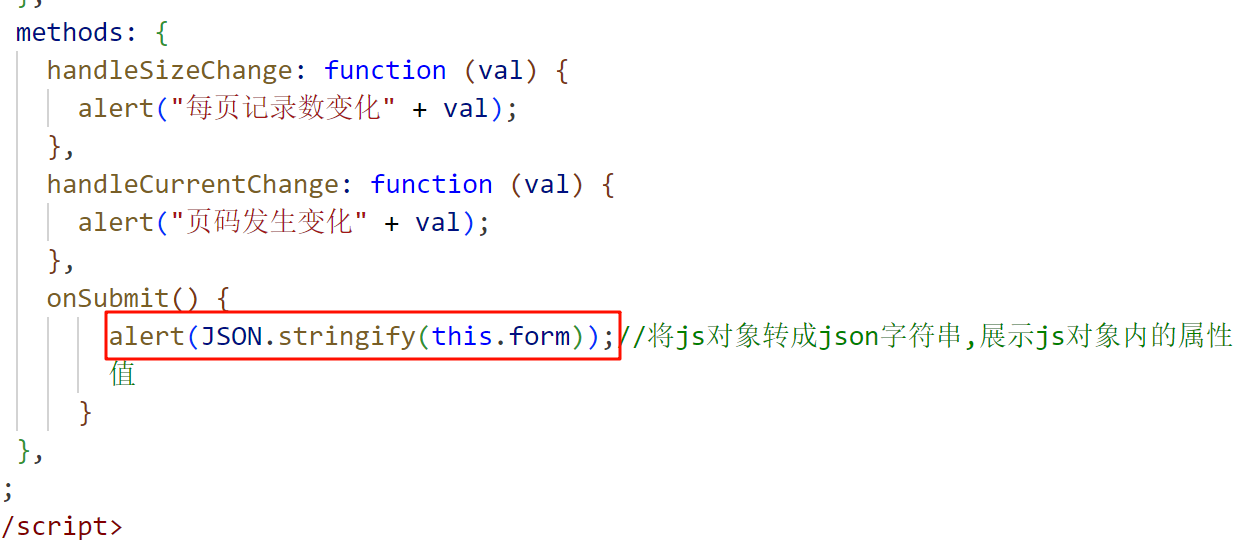 };
methods: {
handleSizeChange: function (val) {
alert("每页记录数变化" + val);
},
handleCurrentChange: function (val) {
alert("页码发生变化" + val);
},
onSubmit() {
alert(JSON.stringify(this.form));//将js对象转成json字符串,展示js对象内的属性
值
}
},
;
/script>